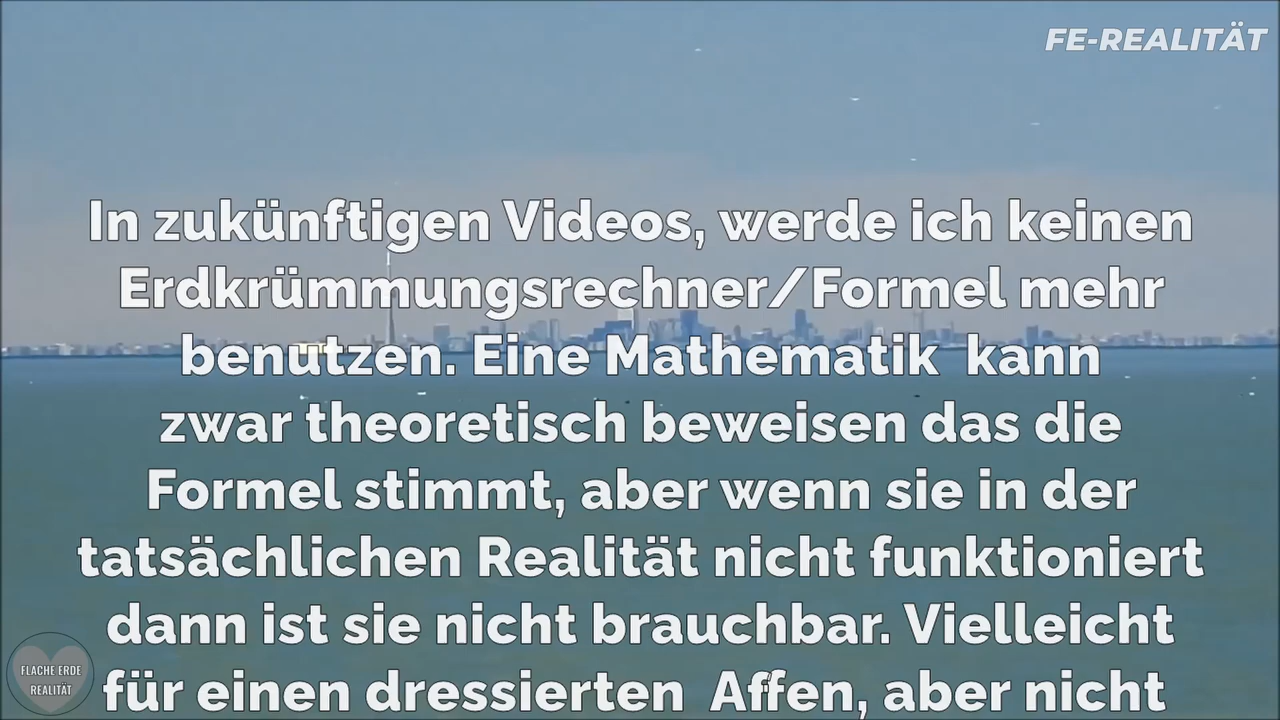 FE-REALITÄT
In zukünftigen Videos, werde ich keinen
Erdkrümmungsrechner/Formel mehr
benutzen. Eine Mathematik kann
zwar theoretisch beweisen das die
Formel stimmt, aber wenn sie in der
tatsächlichen Realität nicht funktioniert
dann ist sie nicht brauchbar. Vielleicht
für einen dressierten Affen, aber nicht
FLACHE ERDE
REALITÄT